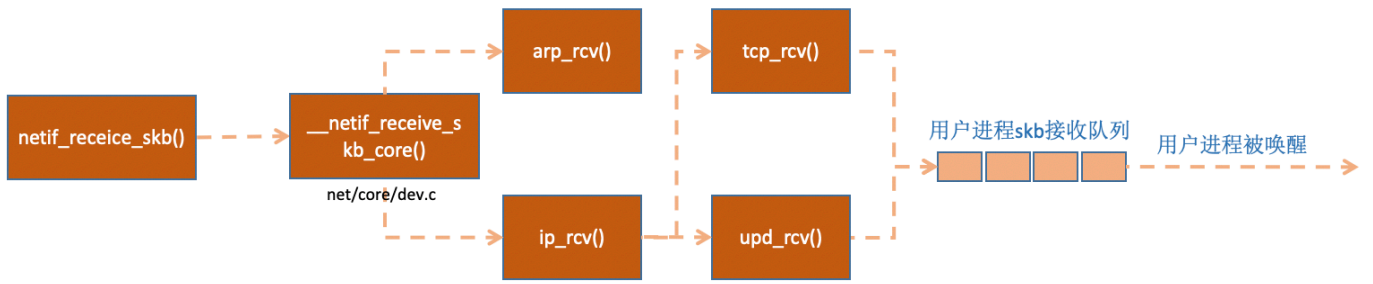 netif_receice_skb()
__netif_receive_s
kb_core()
net/core/dev.c
arp_rcv()
ip_rcv()
tcp_rcv()
upd_rcv()
用户进程skb接收队列
用户进程被唤醒